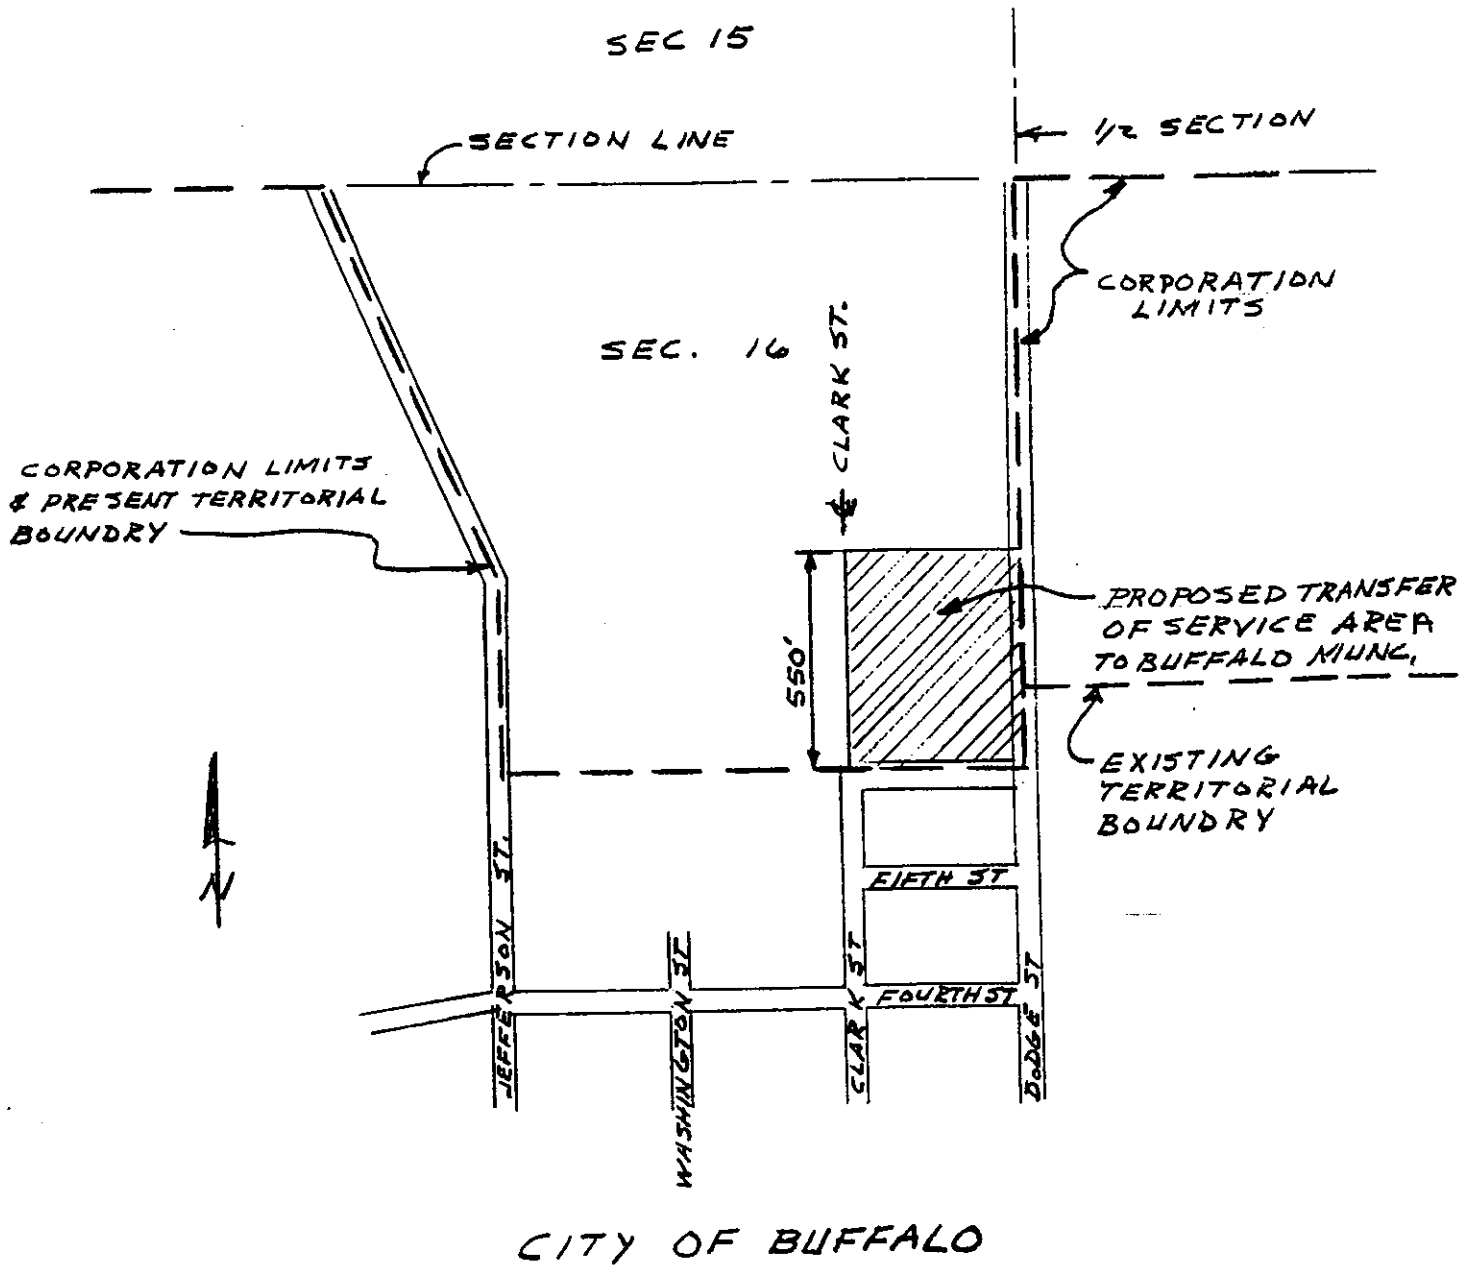 SEC 15
SECTION LINE
1/2 SECTION
CORPORATION
LIMITS
SEC. 16
℄ CLARK ST.
CORPORATION LIMITS
& PRESENT TERRITORIAL
BOUNDRY
550'
PROPOSED TRANSFER
OF SERVICE AREA
TO BUFFALO MUNC.
EXISTING
TERRITORIAL
BOUNDRY
N
FIFTH ST
FOURTH ST
JEFFERSON ST.
WASHINGTON ST
CLARK ST
DODGE ST
CITY OF BUFFALO